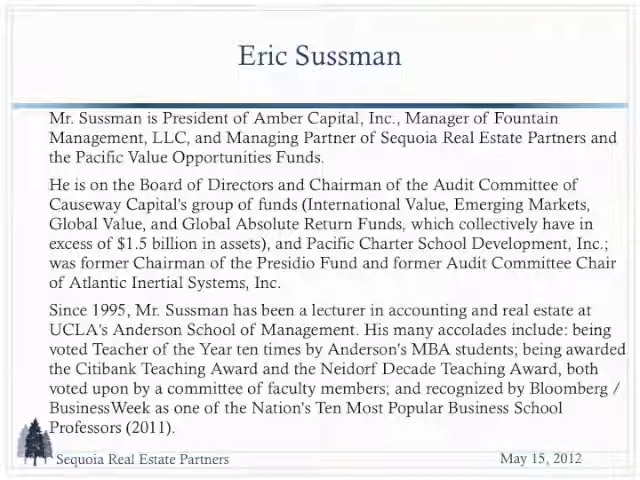 Eric Sussman
Mr. Sussman is President of Amber Capital, Inc., Manager of Fountain
Management, LLC, and Managing Partner of Sequoia Real Estate Partners and
the Pacific Value Opportunities Funds.
He is on the Board of Directors and Chairman of the Audit Committee of
Causeway Capital's group of funds (International Value, Emerging Markets,
Global Value, and Global Absolute Return Funds, which collectively have in
excess of $1.5 billion in assets), and Pacific Charter School Development, Inc.;
was former Chairman of the Presidio Fund and former Audit Committee Chair
of Atlantic Inertial Systems, Inc.
Since 1995, Mr. Sussman has been a lecturer in accounting and real estate at
UCLA's Anderson School of Management. His many accolades include: being
voted Teacher of the Year ten times by Anderson's MBA students; being awarded
the Citibank Teaching Award and the Neidorf Decade Teaching Award, both
voted upon by a committee of faculty members; and recognized by Bloomberg /
BusinessWeek as one of the Nation's Ten Most Popular Business School
Professors (2011).
Sequoia Real Estate Partners
May 15, 2012